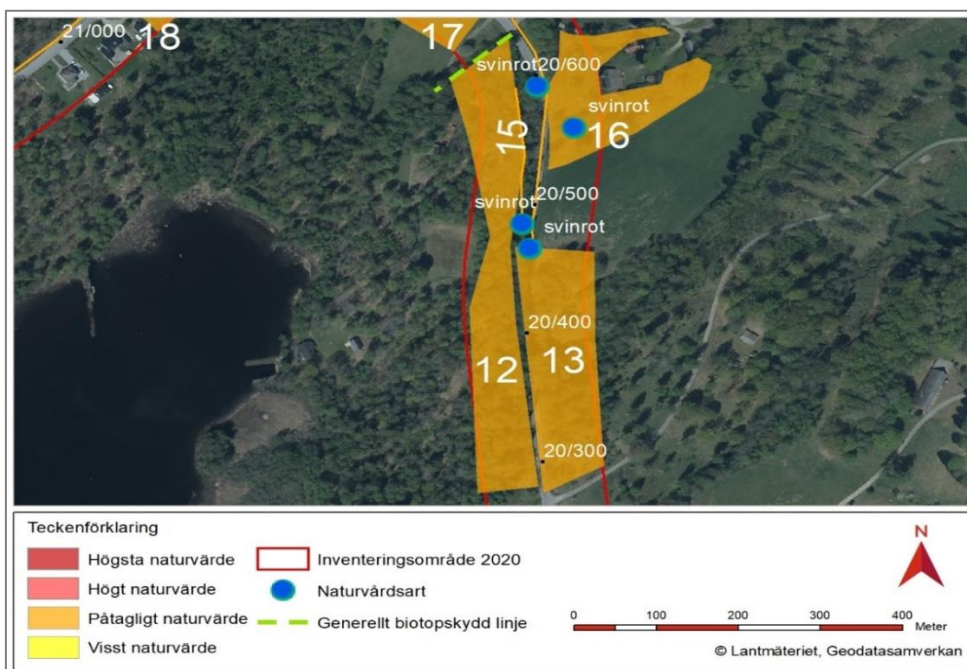 21/000
18
17
svinrot
20/600
svinrot
16
15
20/500
svinrot
svinrot
20/400
12
13
20/300
Teckenförklaring
Högsta naturvärde
Högt naturvärde
Påtagligt naturvärde
Visst naturvärde
Inventeringsområde 2020
Naturvårdsart
Generellt biotopskydd linje
N
0 100 200 300 400
Meter
© Lantmäteriet, Geodatasamverkan